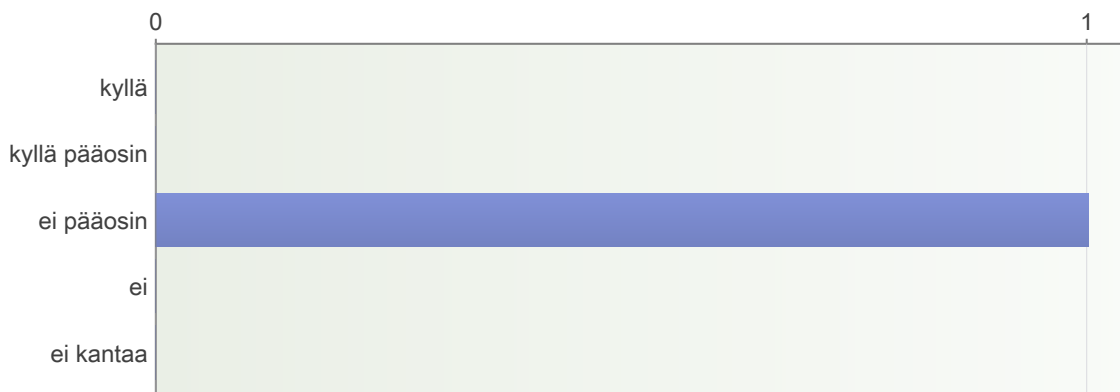 0 1
kyllä
kyllä pääosin
ei pääosin
ei
ei kantaa